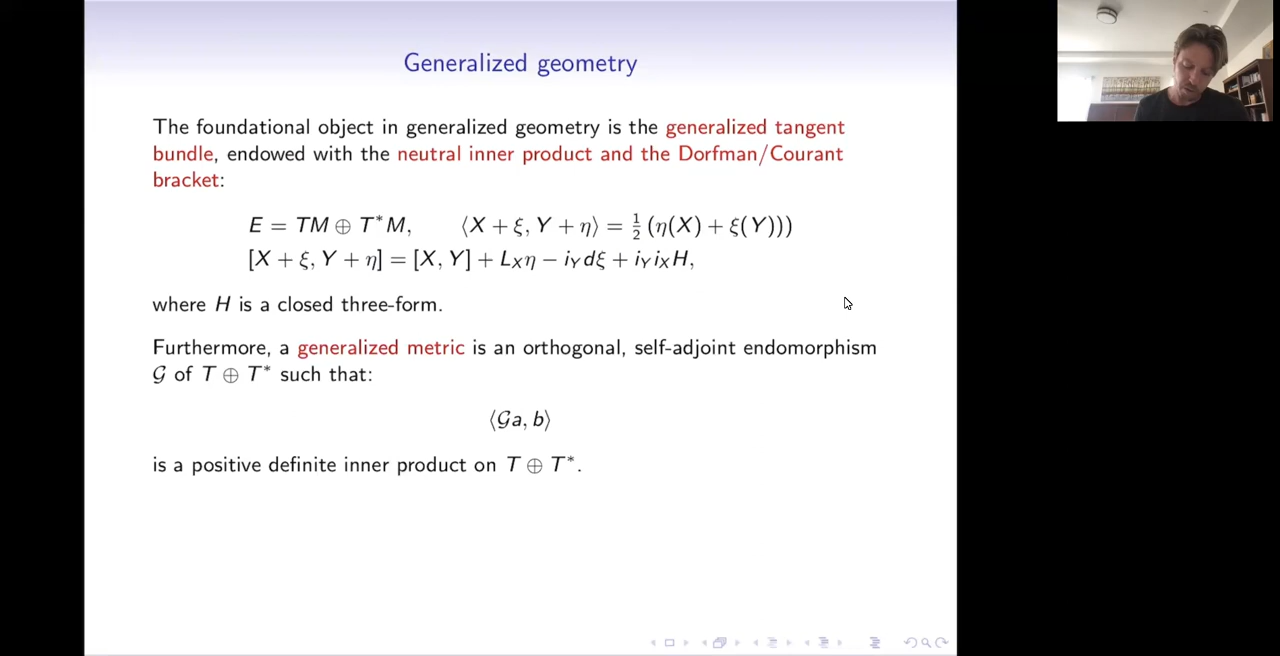 Generalized geometry
The foundational object in generalized geometry is the generalized tangent
bundle, endowed with the neutral inner product and the Dorfman/Courant
bracket:
E = TM ⊕ T*M, ⟨X + ξ, Y + η⟩ = ½ (η(X) + ξ(Y)))
[X + ξ, Y + η] = [X, Y] + L_Xη − i_Y dξ + i_Y i_X H,
where H is a closed three-form.
Furthermore, a generalized metric is an orthogonal, self-adjoint endomorphism
𝒢 of T ⊕ T* such that:
⟨𝒢a, b⟩
is a positive definite inner product on T ⊕ T*.